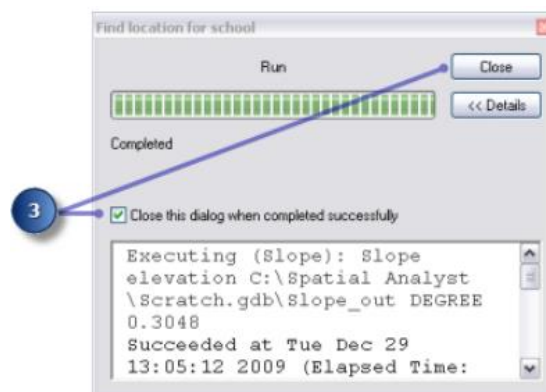 Find location for school
Run
Close
<< Details
Completed
3
Close this dialog when completed successfully
Executing (Slope): Slope
elevation C:\Spatial Analyst
\Scratch.gdb\Slope_out DEGREE
0.3048
Succeeded at Tue Dec 29
13:05:12 2009 (Elapsed Time: